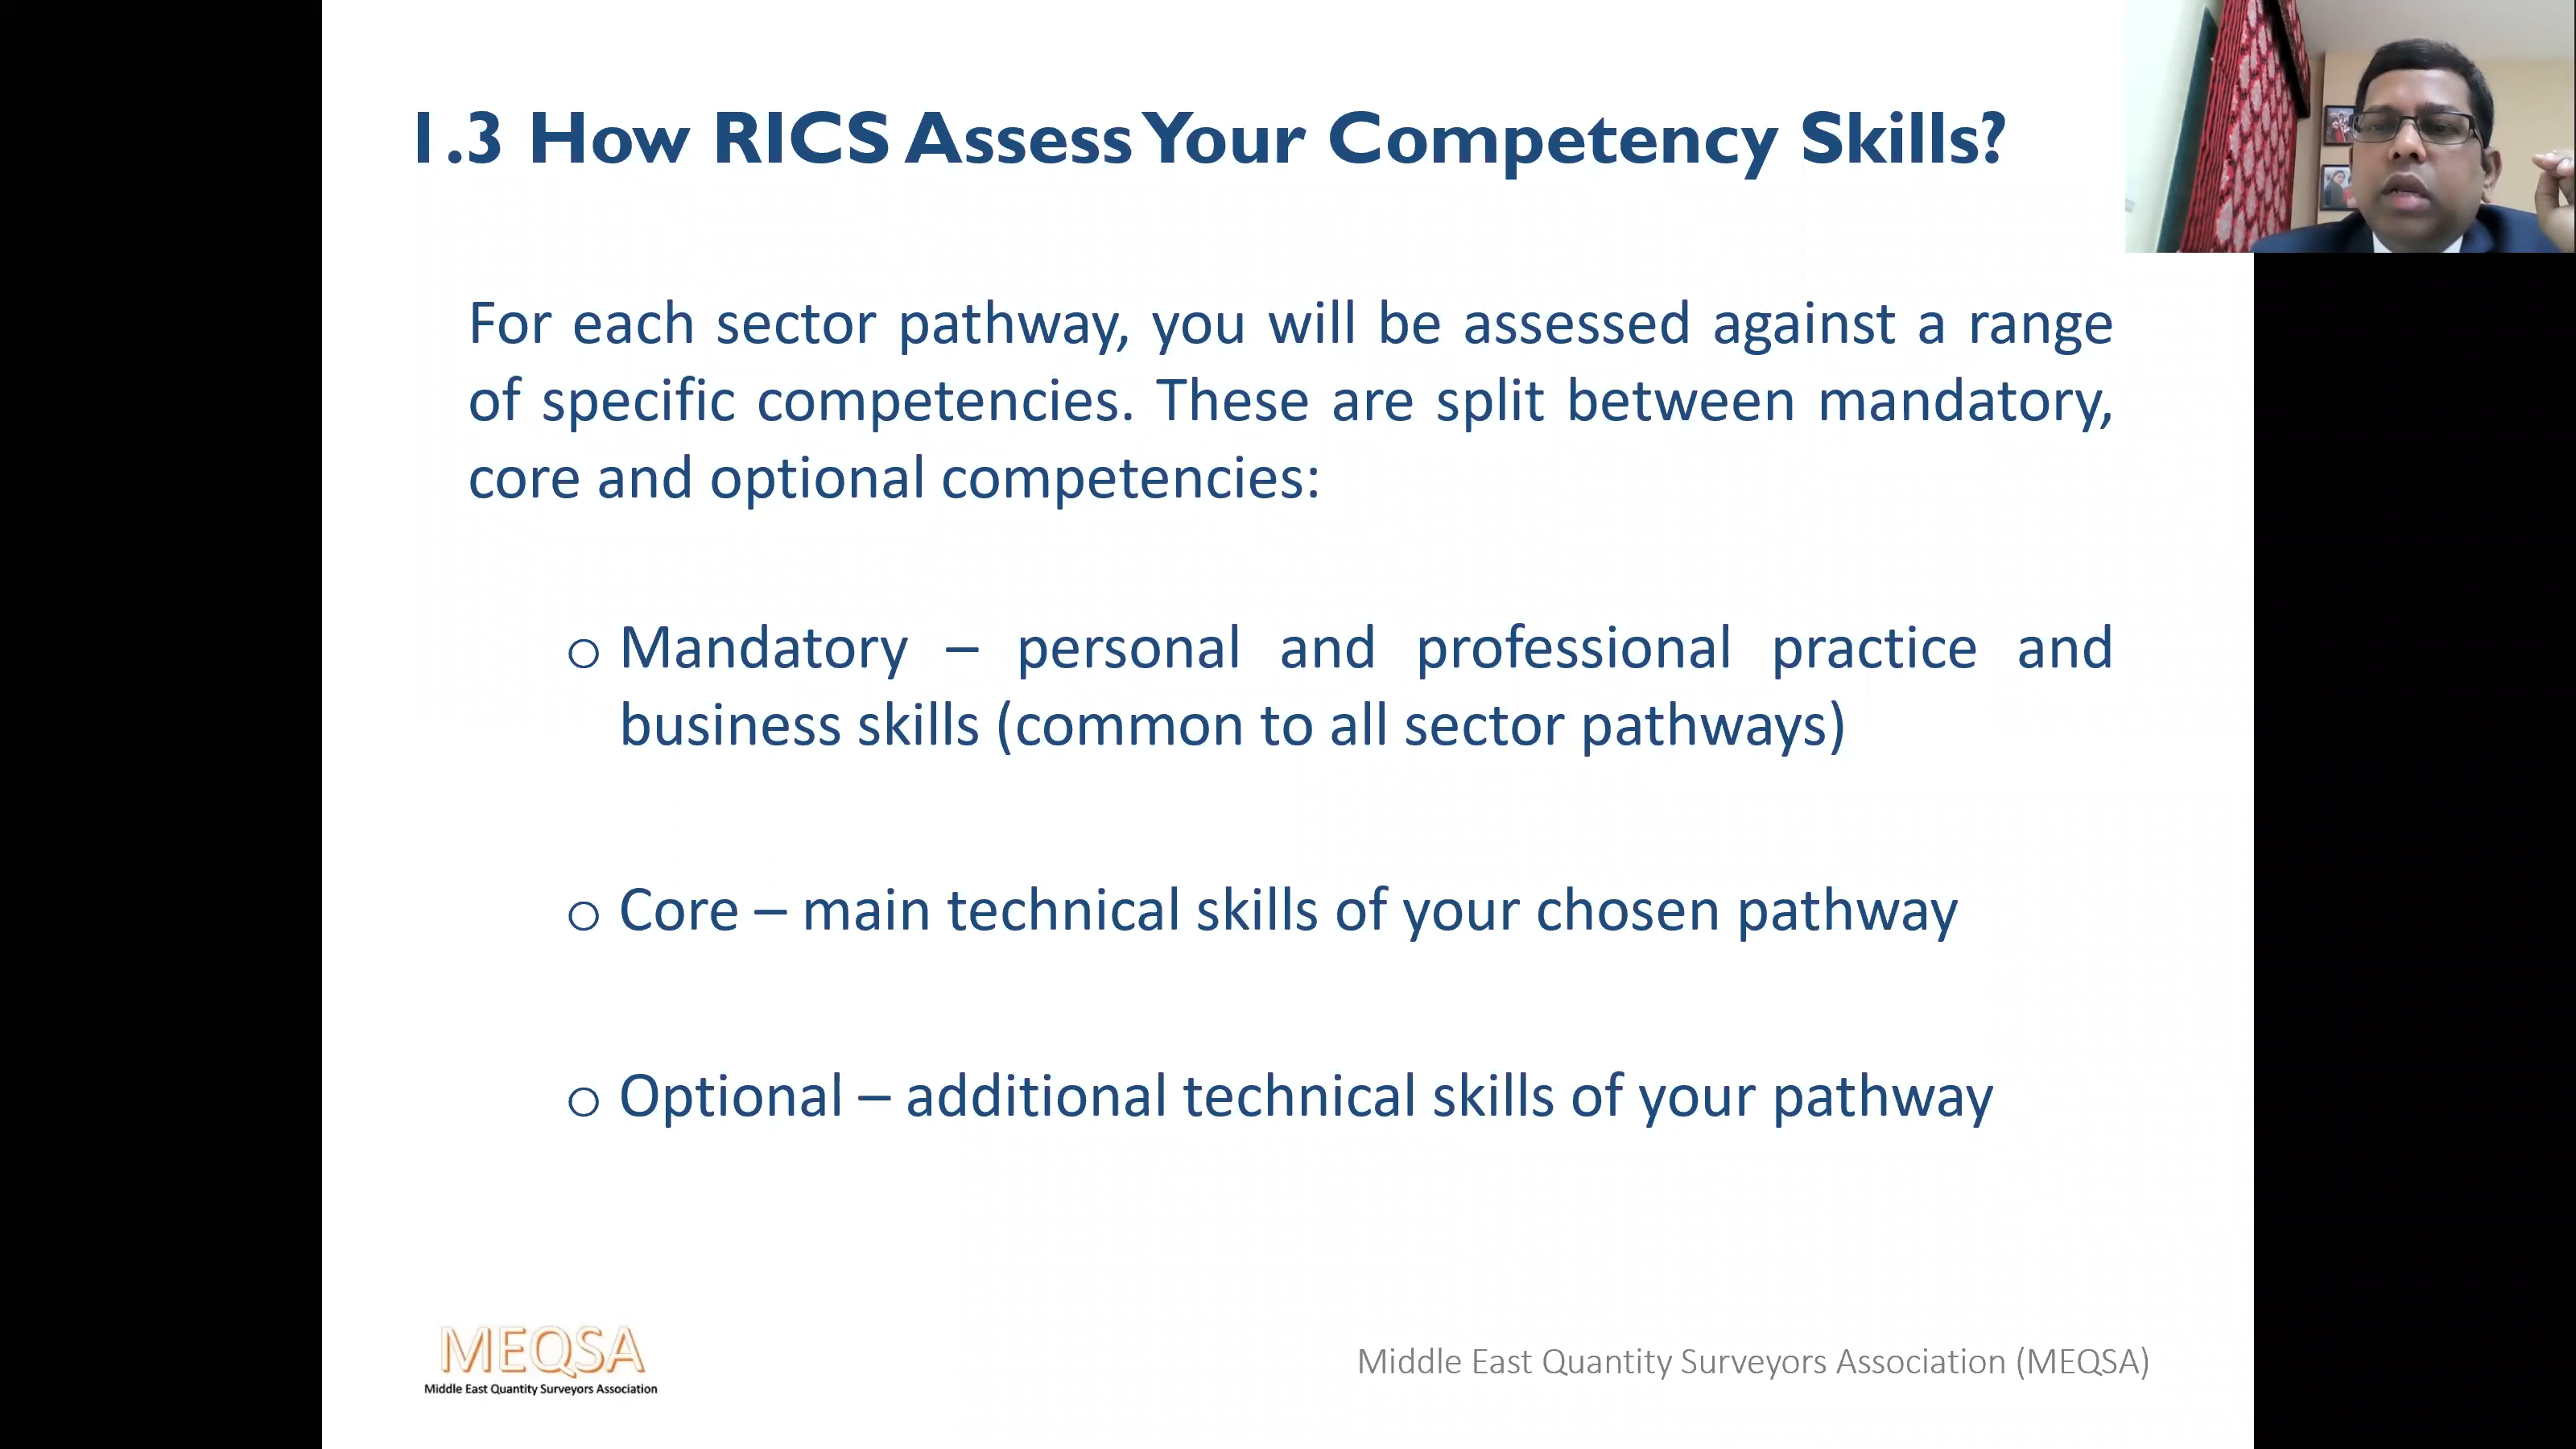 1.3 How RICS Assess Your Competency Skills?
For each sector pathway, you will be assessed against a range
of specific competencies. These are split between mandatory,
core and optional competencies:
o Mandatory – personal and professional practice and
business skills (common to all sector pathways)
o Core – main technical skills of your chosen pathway
o Optional – additional technical skills of your pathway
MEQSA
Middle East Quantity Surveyors Association
Middle East Quantity Surveyors Association (MEQSA)